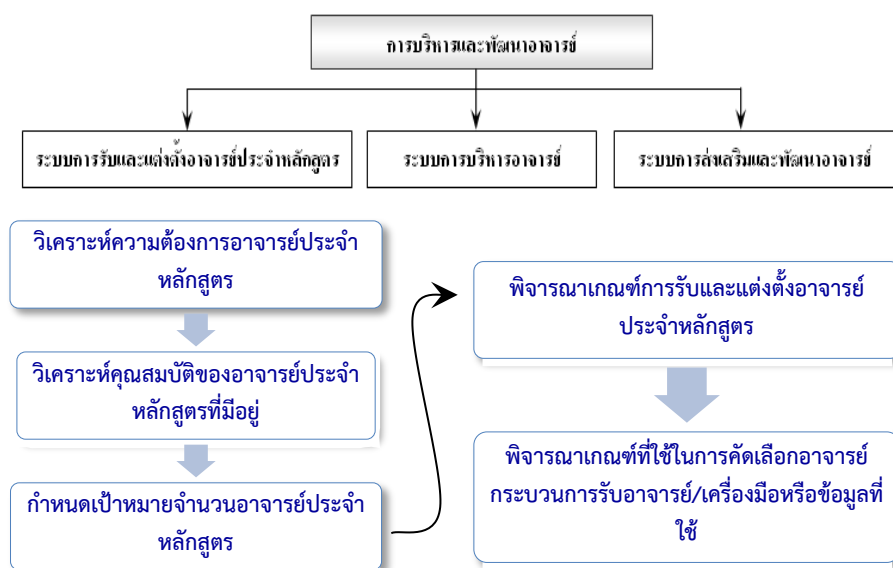 การบริหารและพัฒนาอาจารย์
ระบบการรับและแต่งตั้งอาจารย์ประจำหลักสูตร
ระบบการบริหารอาจารย์
ระบบการส่งเสริมและพัฒนาอาจารย์
วิเคราะห์ความต้องการอาจารย์ประจำ
หลักสูตร
วิเคราะห์คุณสมบัติของอาจารย์ประจำ
หลักสูตรที่มีอยู่
กำหนดเป้าหมายจำนวนอาจารย์ประจำ
หลักสูตร
พิจารณาเกณฑ์การรับและแต่งตั้งอาจารย์
ประจำหลักสูตร
พิจารณาเกณฑ์ที่ใช้ในการคัดเลือกอาจารย์
กระบวนการรับอาจารย์/เครื่องมือหรือข้อมูลที่
ใช้